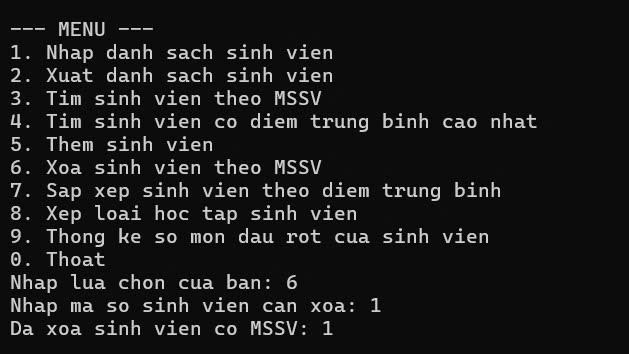 --- MENU ---
1. Nhap danh sach sinh vien
2. Xuat danh sach sinh vien
3. Tim sinh vien theo MSSV
4. Tim sinh vien co diem trung binh cao nhat
5. Them sinh vien
6. Xoa sinh vien theo MSSV
7. Sap xep sinh vien theo diem trung binh
8. Xep loai hoc tap sinh vien
9. Thong ke so mon dau rot cua sinh vien
0. Thoat
Nhap lua chon cua ban: 6
Nhap ma so sinh vien can xoa: 1
Da xoa sinh vien co MSSV: 1